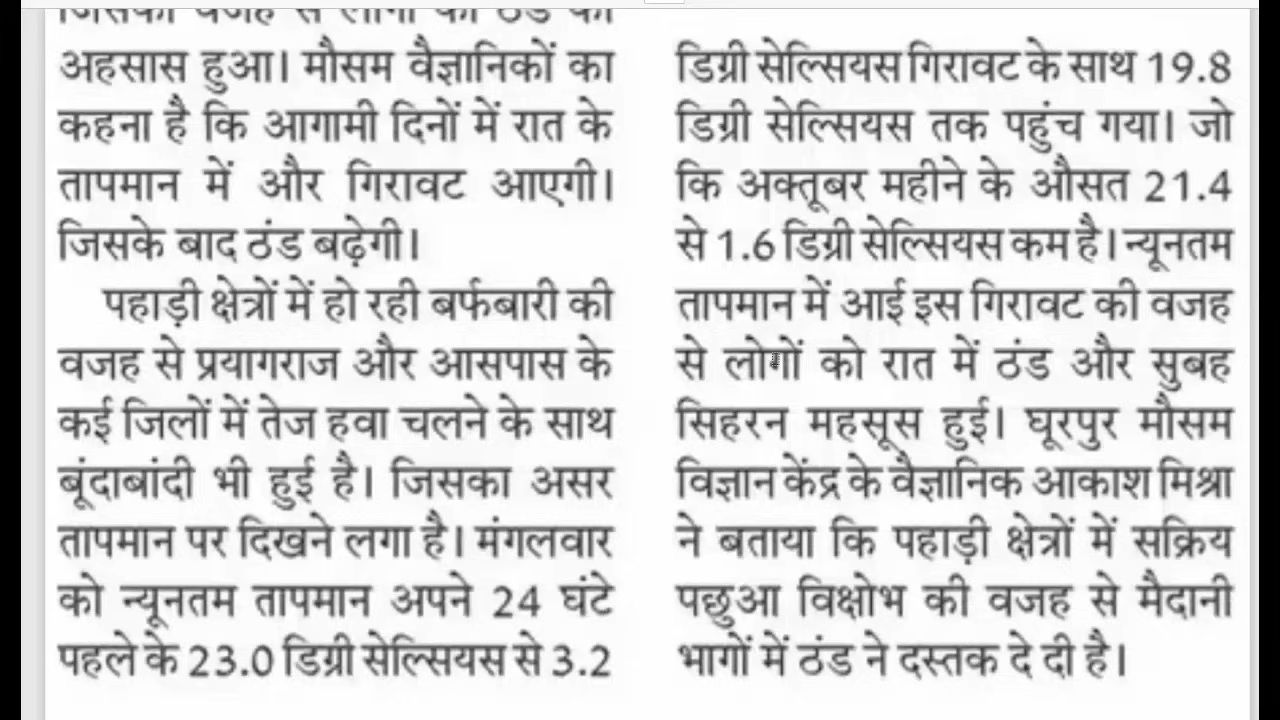 अहसास हुआ। मौसम वैज्ञानिकों का
कहना है कि आगामी दिनों में रात के
तापमान में और गिरावट आएगी।
जिसके बाद ठंड बढ़ेगी।
पहाड़ी क्षेत्रों में हो रही बर्फबारी की
वजह से प्रयागराज और आसपास के
कई जिलों में तेज हवा चलने के साथ
बूंदाबांदी भी हुई है। जिसका असर
तापमान पर दिखने लगा है। मंगलवार
को न्यूनतम तापमान अपने 24 घंटे
पहले के 23.0 डिग्री सेल्सियस से 3.2
डिग्री सेल्सियस गिरावट के साथ 19.8
डिग्री सेल्सियस तक पहुंच गया। जो
कि अक्तूबर महीने के औसत 21.4
से 1.6 डिग्री सेल्सियस कम है। न्यूनतम
तापमान में आई इस गिरावट की वजह
से लोगों को रात में ठंड और सुबह
सिहरन महसूस हुई। घूरपुर मौसम
विज्ञान केंद्र के वैज्ञानिक आकाश मिश्रा
ने बताया कि पहाड़ी क्षेत्रों में सक्रिय
पछुआ विक्षोभ की वजह से मैदानी
भागों में ठंड ने दस्तक दे दी है।